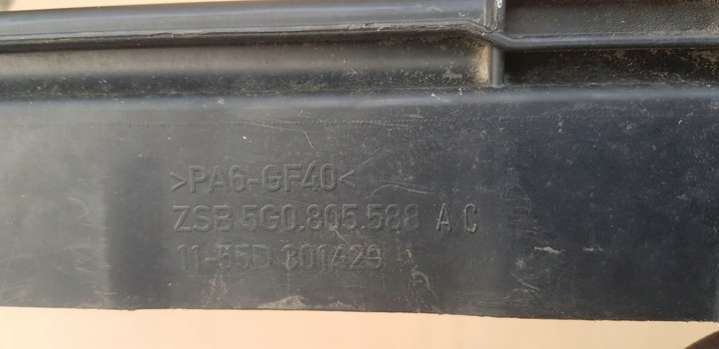 >PA6-GF40<
ZSB 5G0.805.588 A C
11-55D 301429